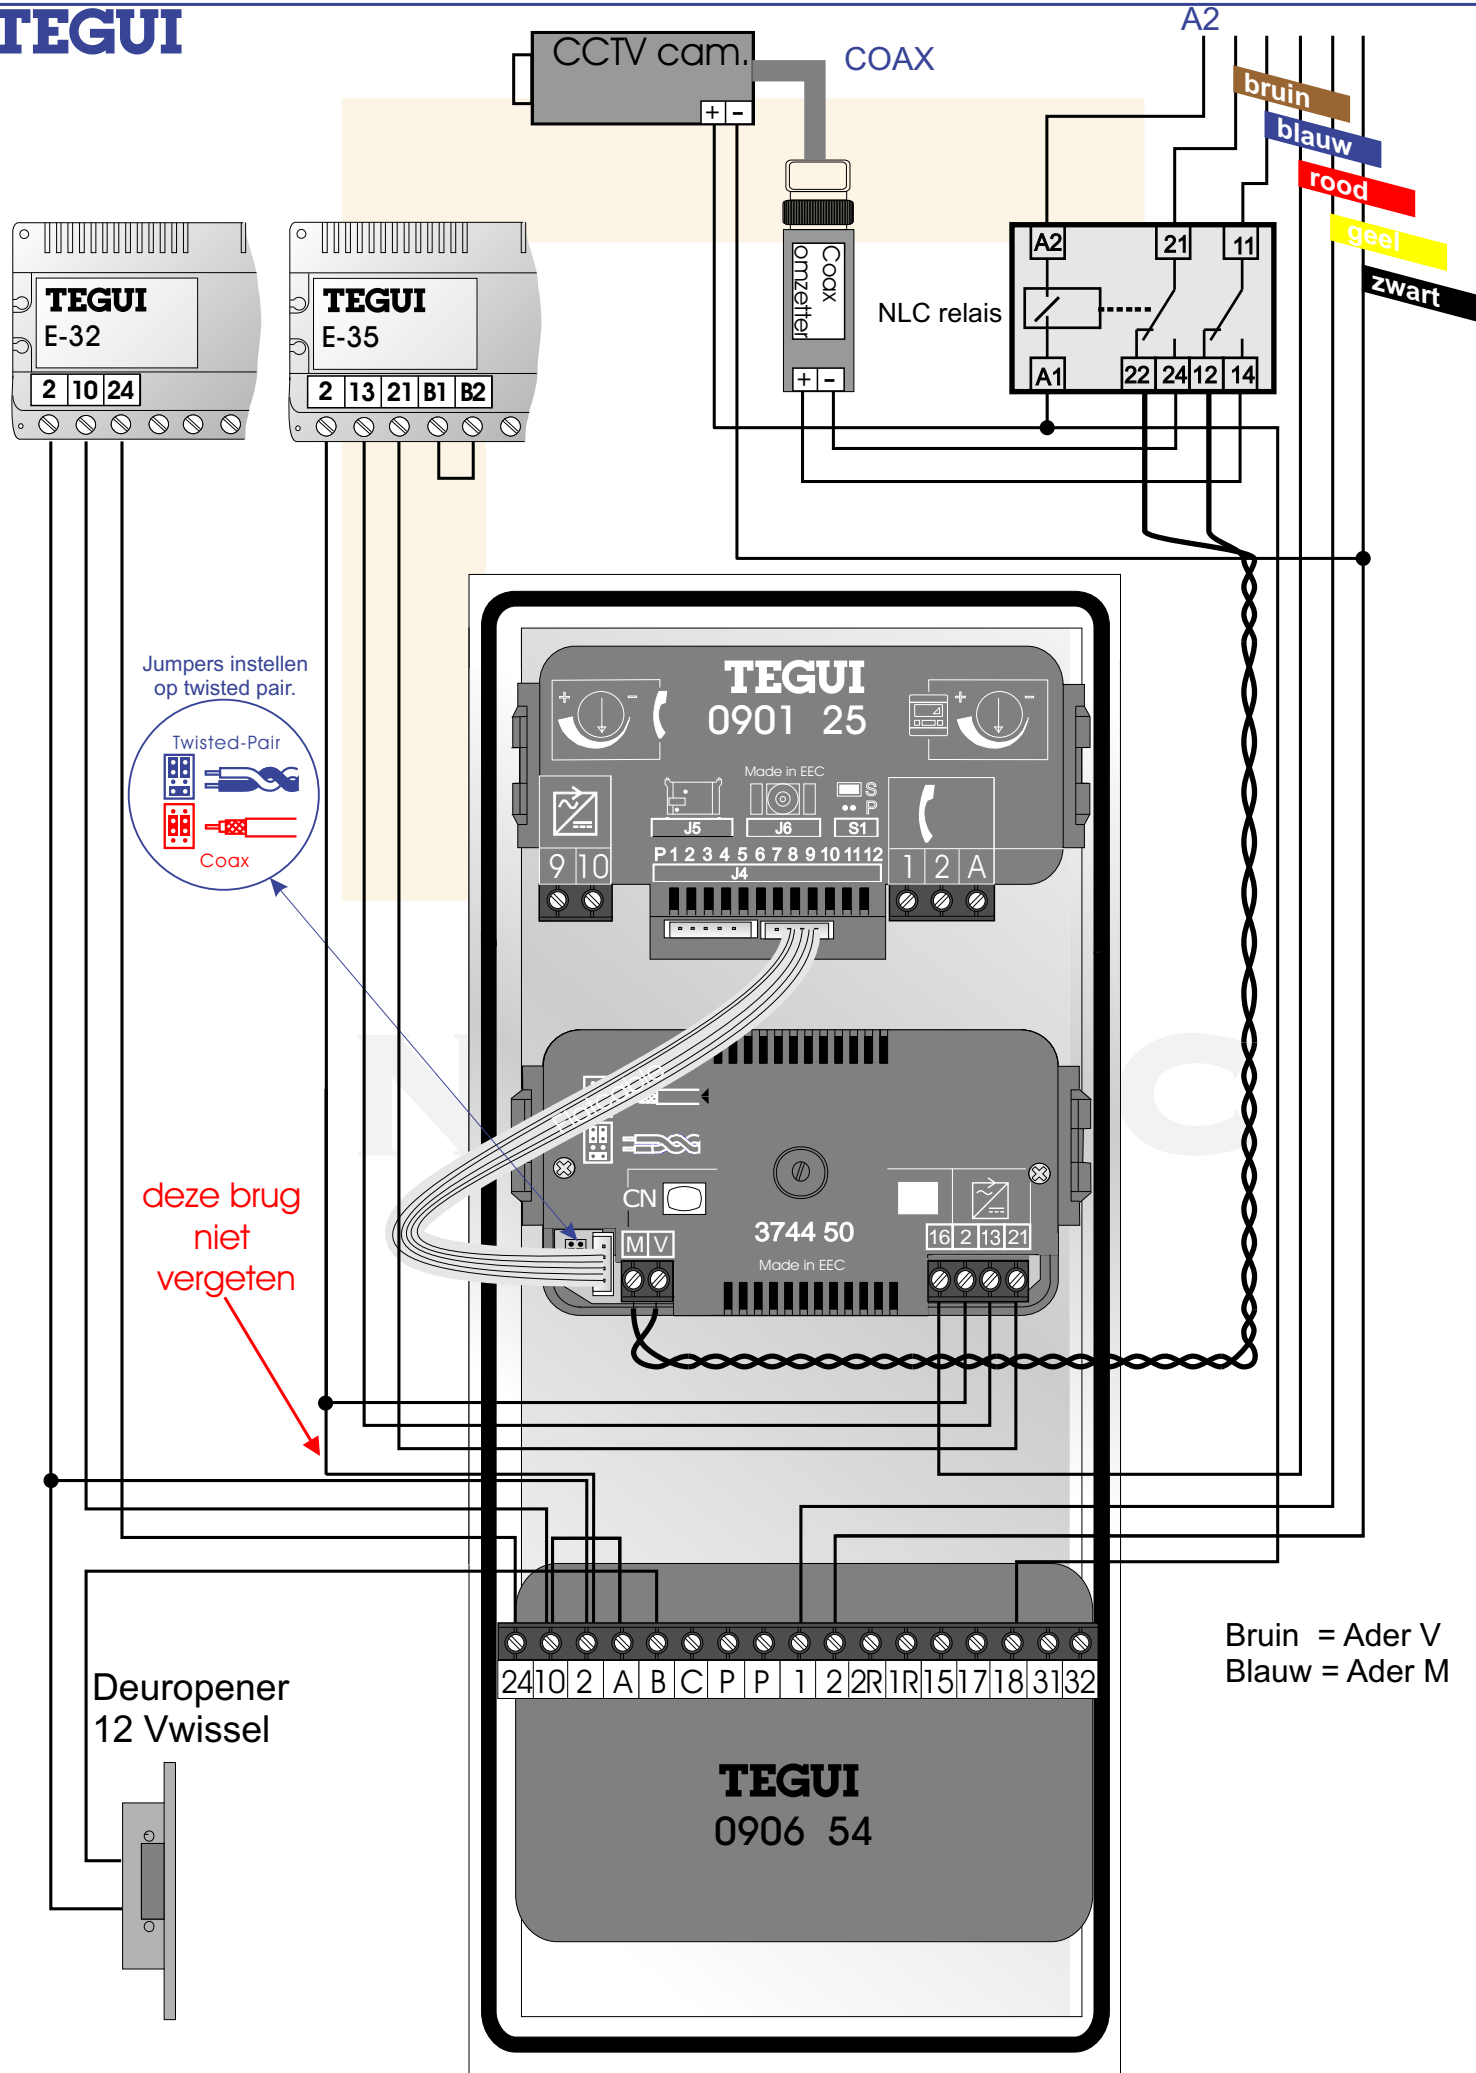 TEGUI
A2
CCTV cam.
COAX
+ -
bruin
blauw
rood
geel
zwart
TEGUI
E-32
2 10 24
TEGUI
E-35
2 13 21 B1 B2
Coax
omzetter
+ -
NLC relais
A2 21 11
A1 22 24 12 14
Jumpers instellen
op twisted pair.
Twisted-Pair
Coax
TEGUI
0901 25
+ -
+ -
Made in EEC
S
P
J5 J6 S1
P 1 2 3 4 5 6 7 8 9 10 11 12
J4
9 10
1 2 A
CN
M V
3744 50
Made in EEC
16 2 13 21
deze brug
niet
vergeten
24 10 2 A B C P P 1 2 2R 1R 15 17 18 31 32
TEGUI
0906 54
Deuropener
12 Vwissel
Bruin = Ader V
Blauw = Ader M